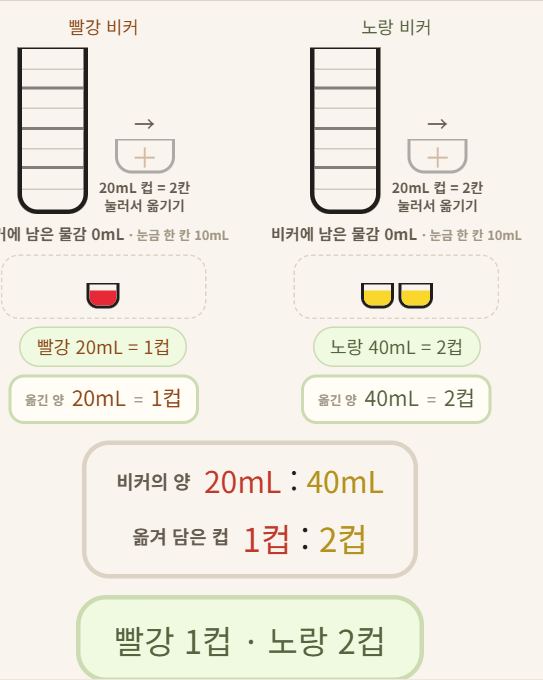 빨강 비커
노랑 비커
→
→
20mL 컵 = 2칸
눌러서 옮기기
20mL 컵 = 2칸
눌러서 옮기기
커에 남은 물감 0mL · 눈금 한 칸 10mL
비커에 남은 물감 0mL · 눈금 한 칸 10mL
빨강 20mL = 1컵
노랑 40mL = 2컵
옮긴 양 20mL = 1컵
옮긴 양 40mL = 2컵
비커의 양 20mL : 40mL
옮겨 담은 컵 1컵 : 2컵
빨강 1컵 · 노랑 2컵